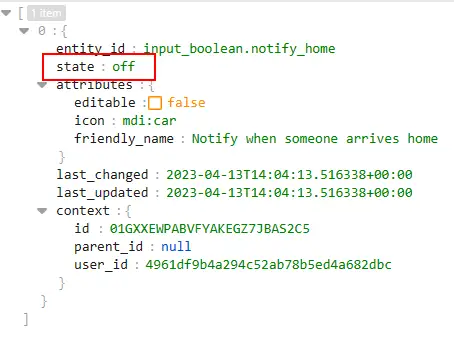 [ 1 item
0 : {
entity_id : input_boolean.notify_home
state : off
attributes : {
editable : false
icon : mdi:car
friendly_name : Notify when someone arrives home
}
last_changed : 2023-04-13T14:04:13.516338+00:00
last_updated : 2023-04-13T14:04:13.516338+00:00
context : {
id : 01GXXEWPABVFYAKEGZ7JBAS2C5
parent_id : null
user_id : 4961df9b4a294c52ab78b5ed4a682dbc
}
}
]